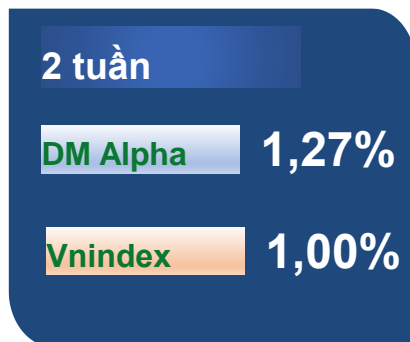 2 tuần
DM Alpha 1,27%
Vnindex 1,00%